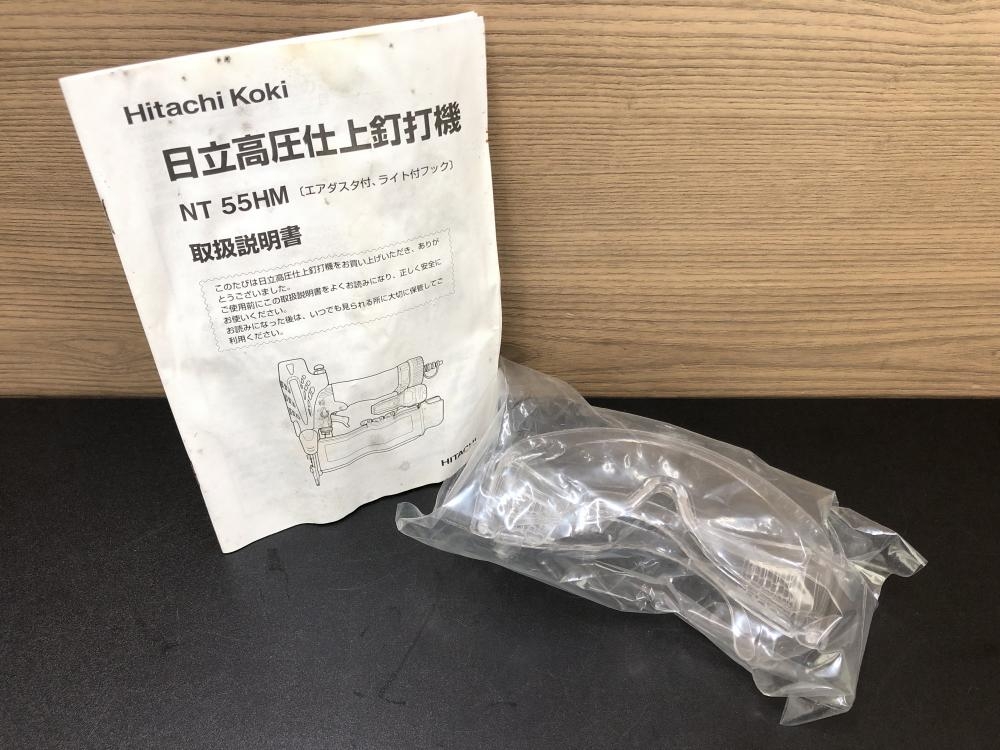 Hitachi Koki
日立高圧仕上釘打機
NT 55HM 〔エアダスタ付、ライト付フック〕
取扱説明書
このたびは日立高圧仕上釘打機をお買い上げいただき、ありが
とうございました。
ご使用前にこの取扱説明書をよくお読みになり、正しく安全に
お使いください。
お読みになった後は、いつでも見られる所に大切に保管してご
利用ください。
HITACHI